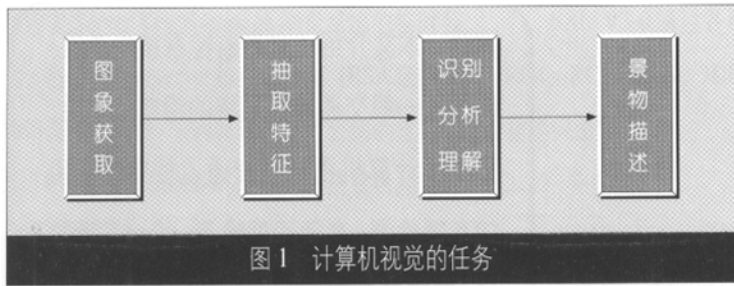 图象获取
抽取特征
识别
分析
理解
景物描述
图1 计算机视觉的任务